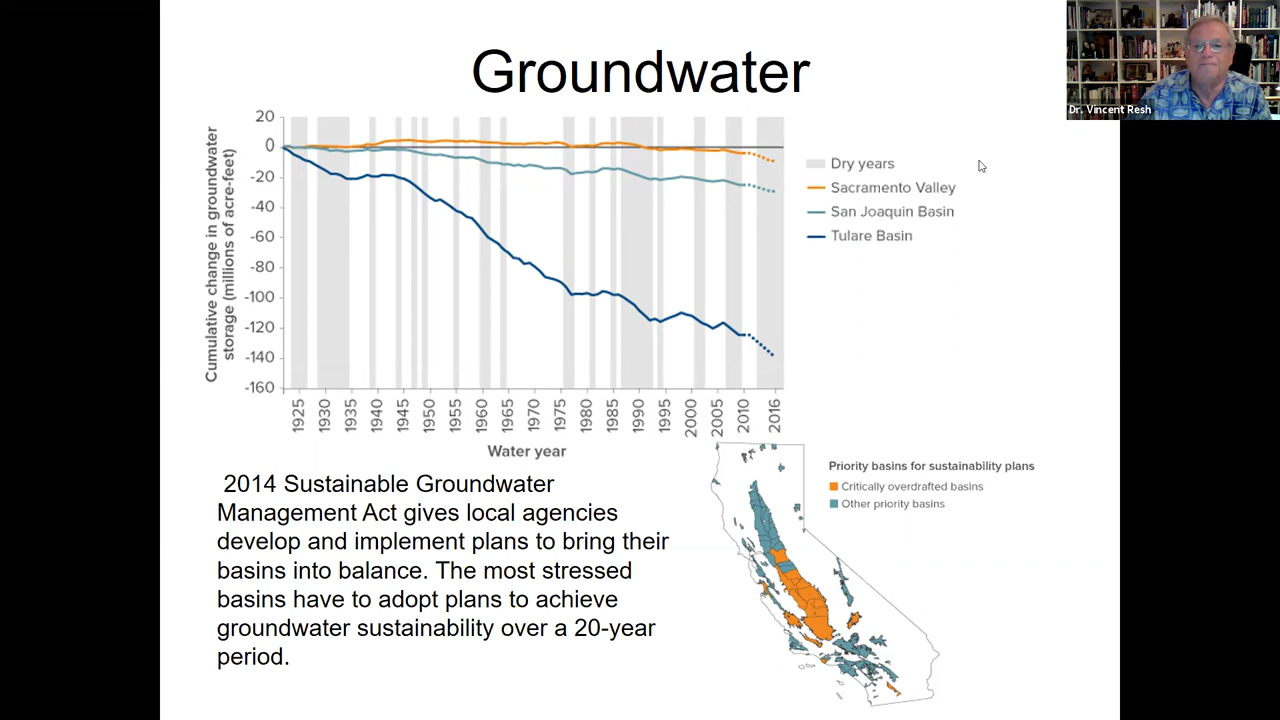 Groundwater
Dr. Vincent Resh
Cumulative change in groundwater
storage (millions of acre-feet)
20
0
-20
-40
-60
-80
-100
-120
-140
-160
1925
1930
1935
1940
1945
1950
1955
1960
1965
1970
1975
1980
1985
1990
1995
2000
2005
2010
2016
Water year
Dry years
Sacramento Valley
San Joaquin Basin
Tulare Basin
2014 Sustainable Groundwater
Management Act gives local agencies
develop and implement plans to bring their
basins into balance. The most stressed
basins have to adopt plans to achieve
groundwater sustainability over a 20-year
period.
Priority basins for sustainability plans
Critically overdrafted basins
Other priority basins